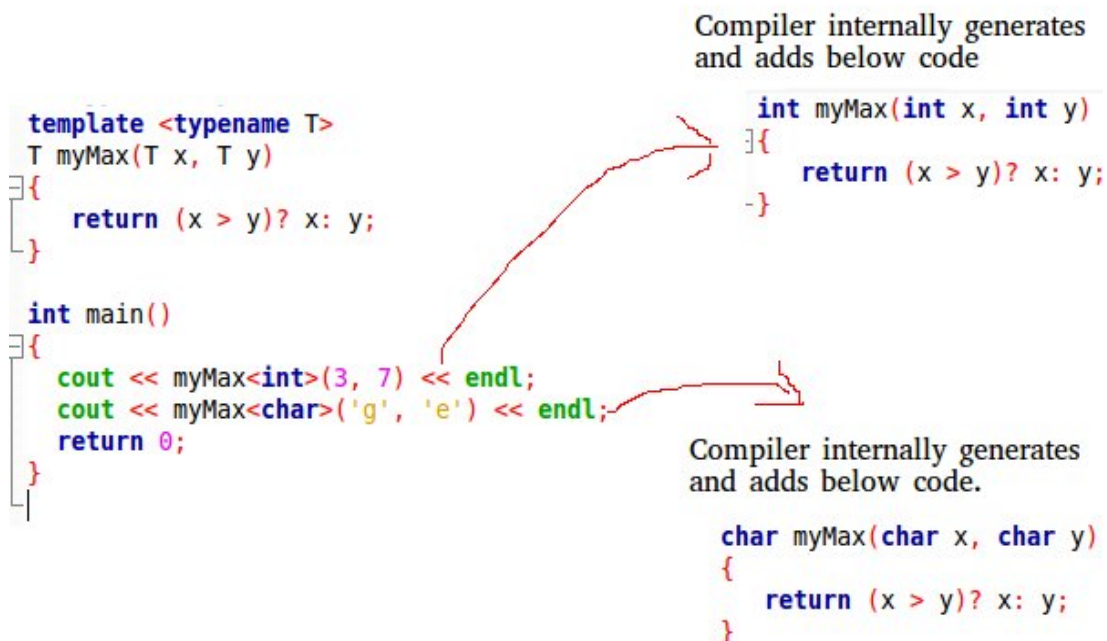 template <typename T>
T myMax(T x, T y)
{
return (x > y)? x: y;
}
int main()
{
cout << myMax<int>(3, 7) << endl;
cout << myMax<char>('g', 'e') << endl;
return 0;
}
Compiler internally generates
and adds below code
int myMax(int x, int y)
{
return (x > y)? x: y;
}
Compiler internally generates
and adds below code.
char myMax(char x, char y)
{
return (x > y)? x: y;
}